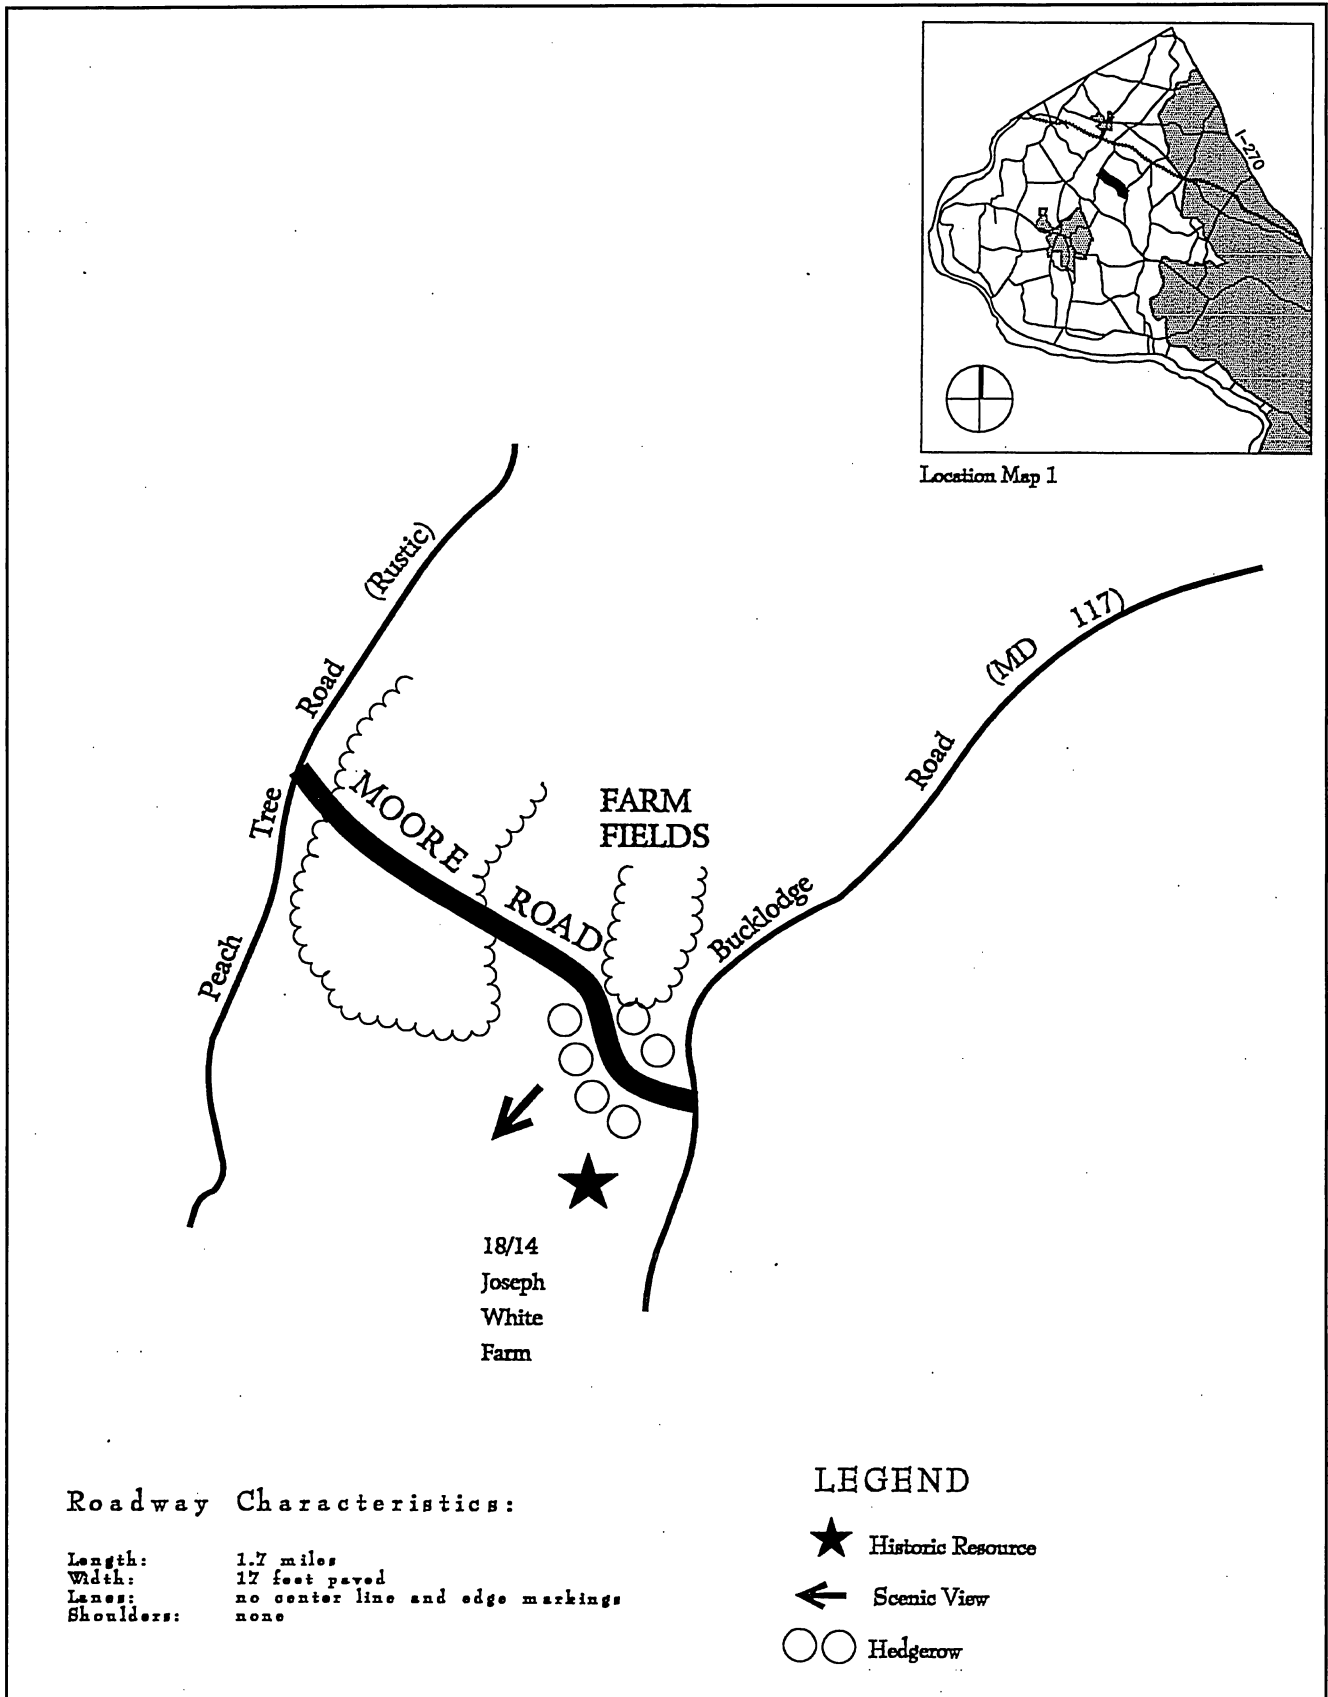 I-270
Location Map 1
Peach Tree Road (Rustic)
MOORE ROAD
FARM
FIELDS
Bucklodge Road (MD 117)
18/14
Joseph
White
Farm
Roadway Characteristics:
Length: 1.7 miles
Width: 17 feet paved
Lanes: no center line and edge markings
Shoulders: none
LEGEND
Historic Resource
Scenic View
Hedgerow